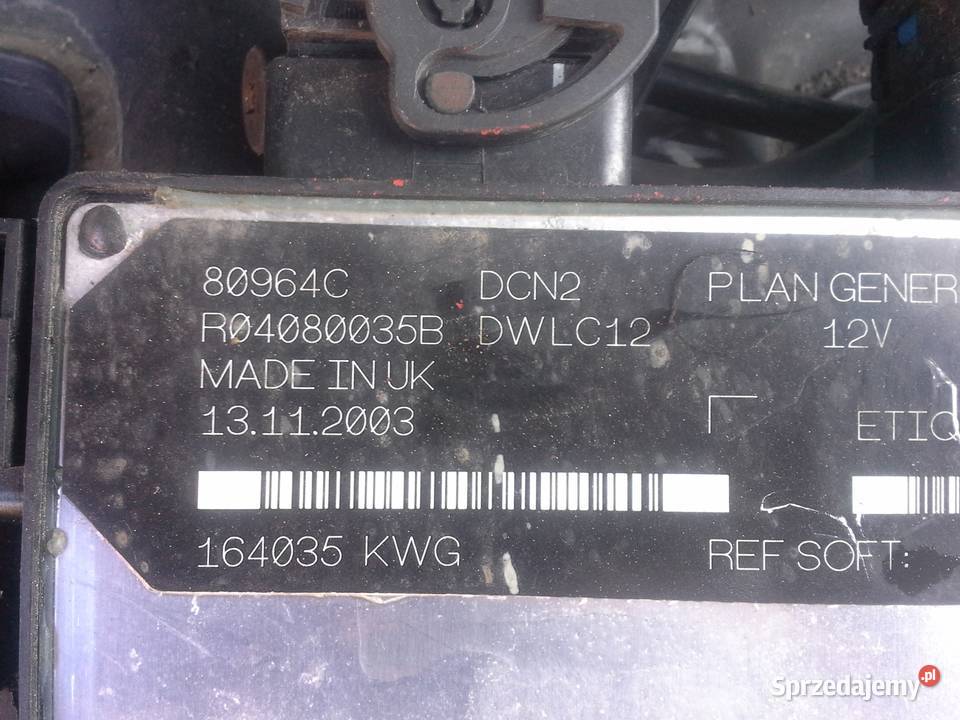 80964C DCN2 PLAN GENER
R04080035B DWLC12 12V
MADE IN UK
13.11.2003
ETIQ
164035 KWG REF SOFT:
Sprzedajemy.pl